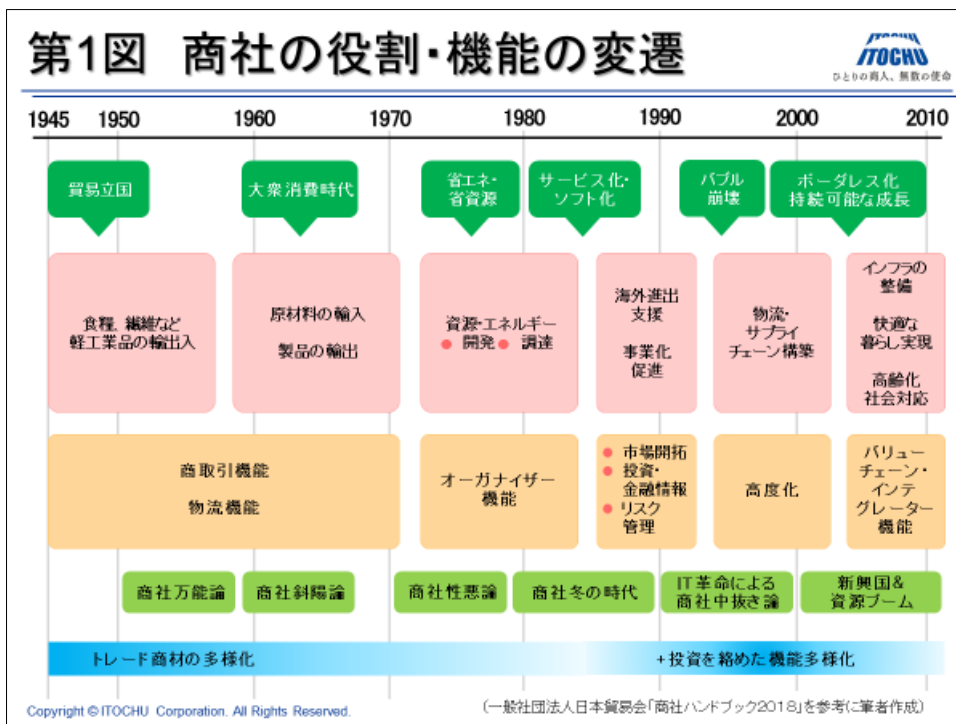 第1図 商社の役割・機能の変遷
ITOCHU
ひとりの商人、無数の使命
1945 1950 1960 1970 1980 1990 2000 2010
貿易立国
大衆消費時代
省エネ・
省資源
サービス化・
ソフト化
バブル
崩壊
ボーダレス化
持続可能な成長
食糧、繊維など
軽工業品の輸出入
原材料の輸入
製品の輸出
資源・エネルギー
● 開発 ● 調達
海外進出
支援
事業化
促進
物流・
サプライ
チェーン構築
インフラの
整備
快適な
暮らし実現
高齢化
社会対応
商取引機能
物流機能
オーガナイザー
機能
● 市場開拓
● 投資・
金融情報
● リスク
管理
高度化
バリュー
チェーン・
インテ
グレーター
機能
商社万能論
商社斜陽論
商社性悪論
商社冬の時代
IT革命による
商社中抜き論
新興国&
資源ブーム
トレード商材の多様化
+投資を絡めた機能多様化
Copyright © ITOCHU Corporation. All Rights Reserved.
(一般社団法人日本貿易会「商社ハンドブック2018」を参考に筆者作成)